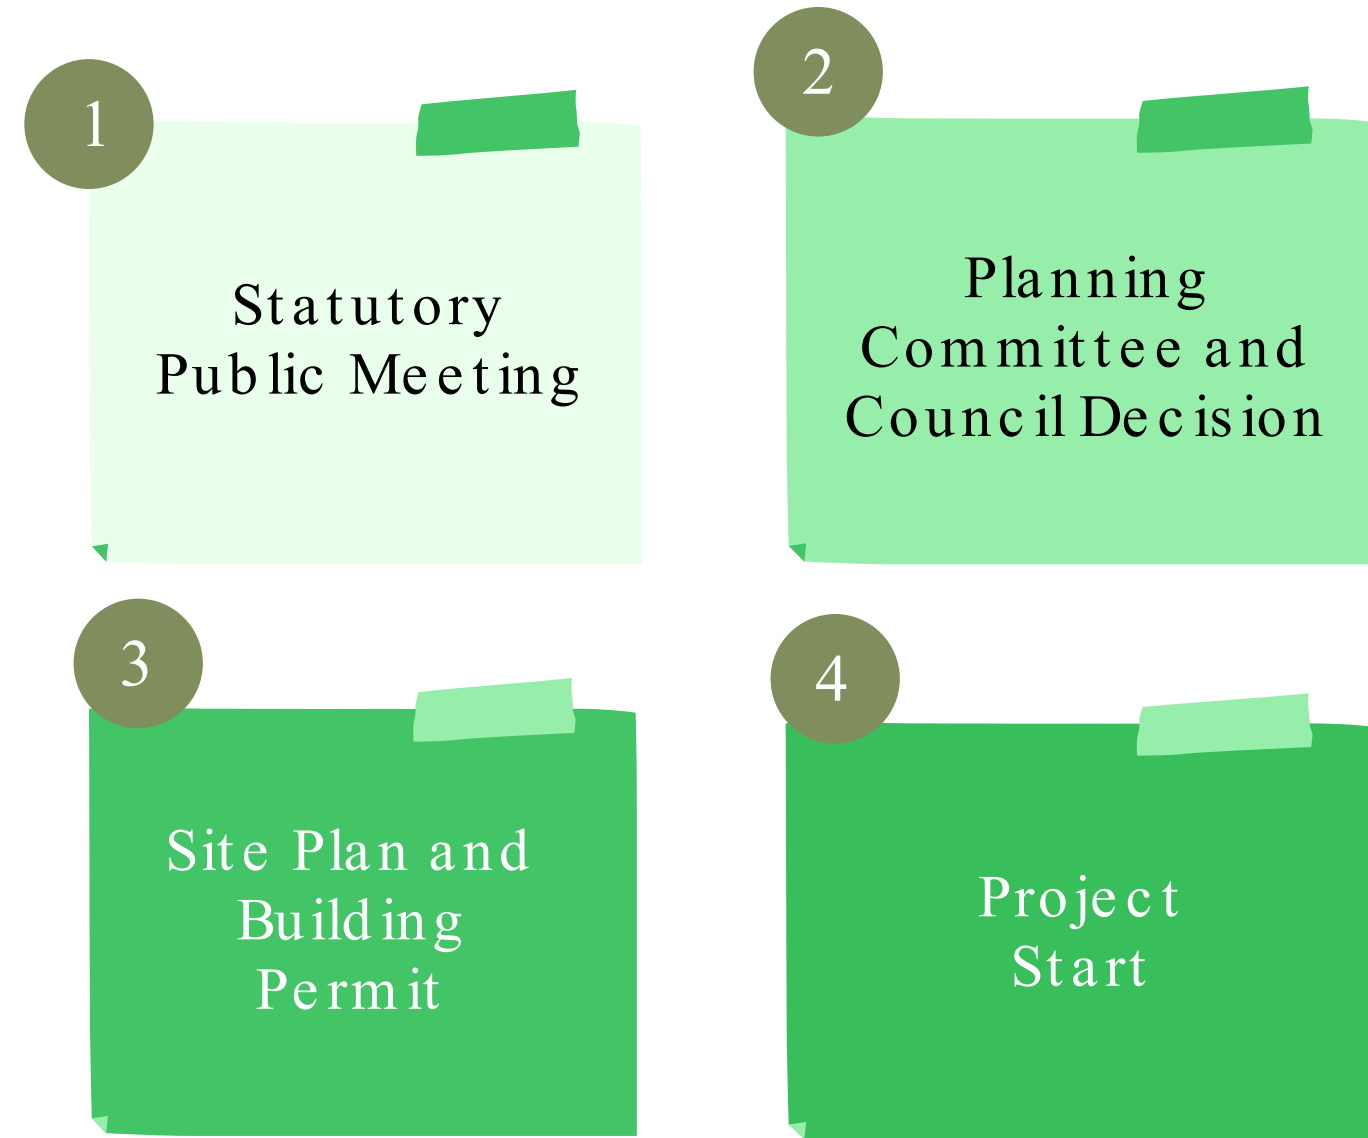 1
Statutory
Public Meeting
2
Planning
Committee and
Council Decision
3
Site Plan and
Building
Permit
4
Project
Start